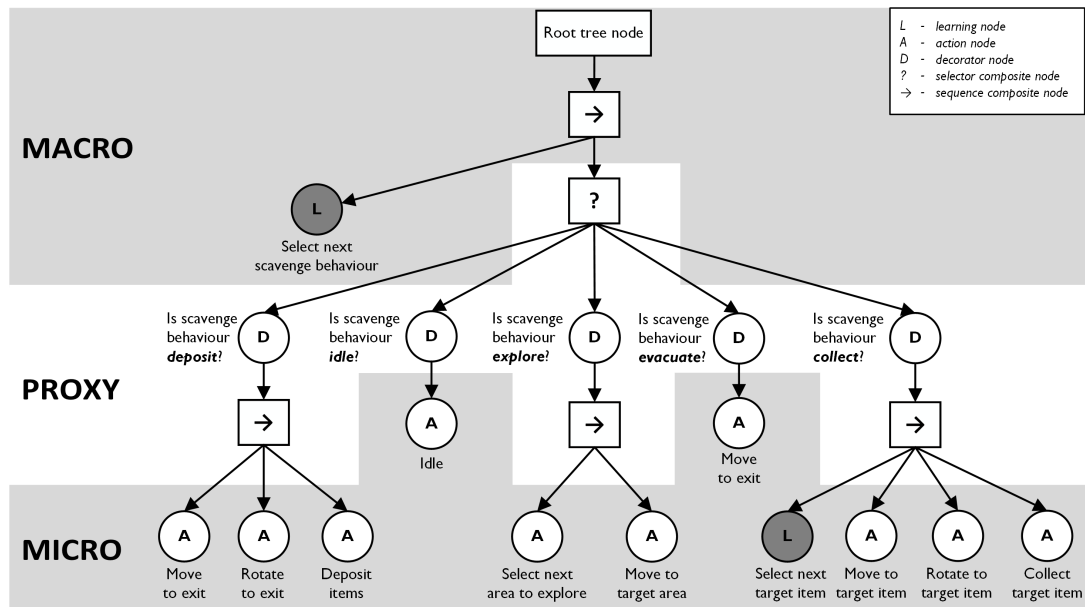 Root tree node
L - learning node
A - action node
D - decorator node
? - selector composite node
→ - sequence composite node
→
MACRO
?
L
Select next
scavenge behaviour
Is scavenge
behaviour
deposit?
D
Is scavenge
behaviour
idle?
D
Is scavenge
behaviour
explore?
D
Is scavenge
behaviour
evacuate?
D
Is scavenge
behaviour
collect?
D
PROXY
→
A
Idle
→
A
Move
to exit
→
MICRO
A
Move
to exit
A
Rotate
to exit
A
Deposit
items
A
Select next
area to explore
A
Move to
target area
L
Select next
target item
A
Move to
target item
A
Rotate to
target item
A
Collect
target item